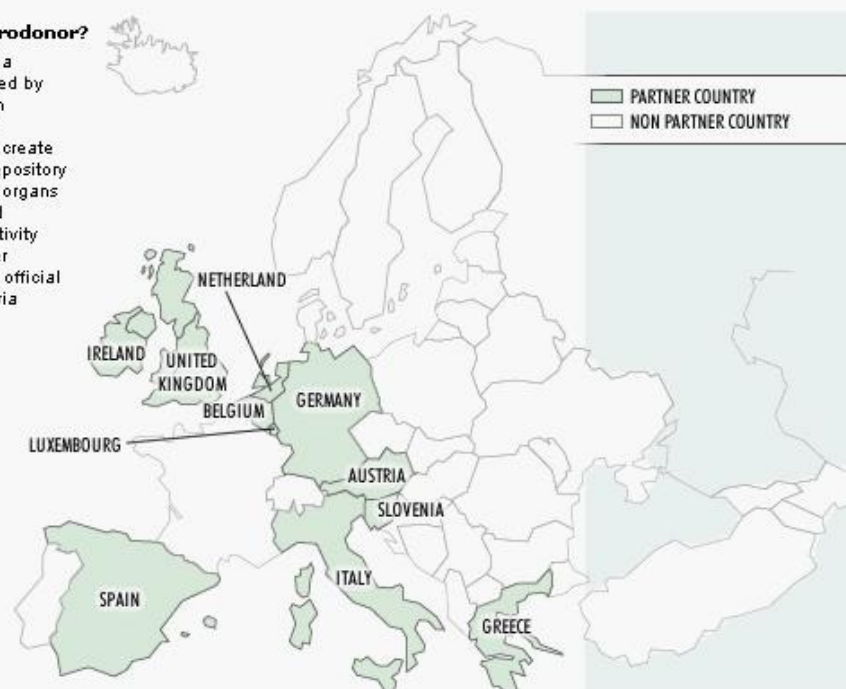 rodonor?
a
ed by
n
create
pository
organs
d
tivity
er
official
ria
PARTNER COUNTRY
NON PARTNER COUNTRY
NETHERLAND
IRELAND
UNITED
KINGDOM
BELGIUM
GERMANY
LUXEMBOURG
AUSTRIA
SLOVENIA
ITALY
SPAIN
GREECE